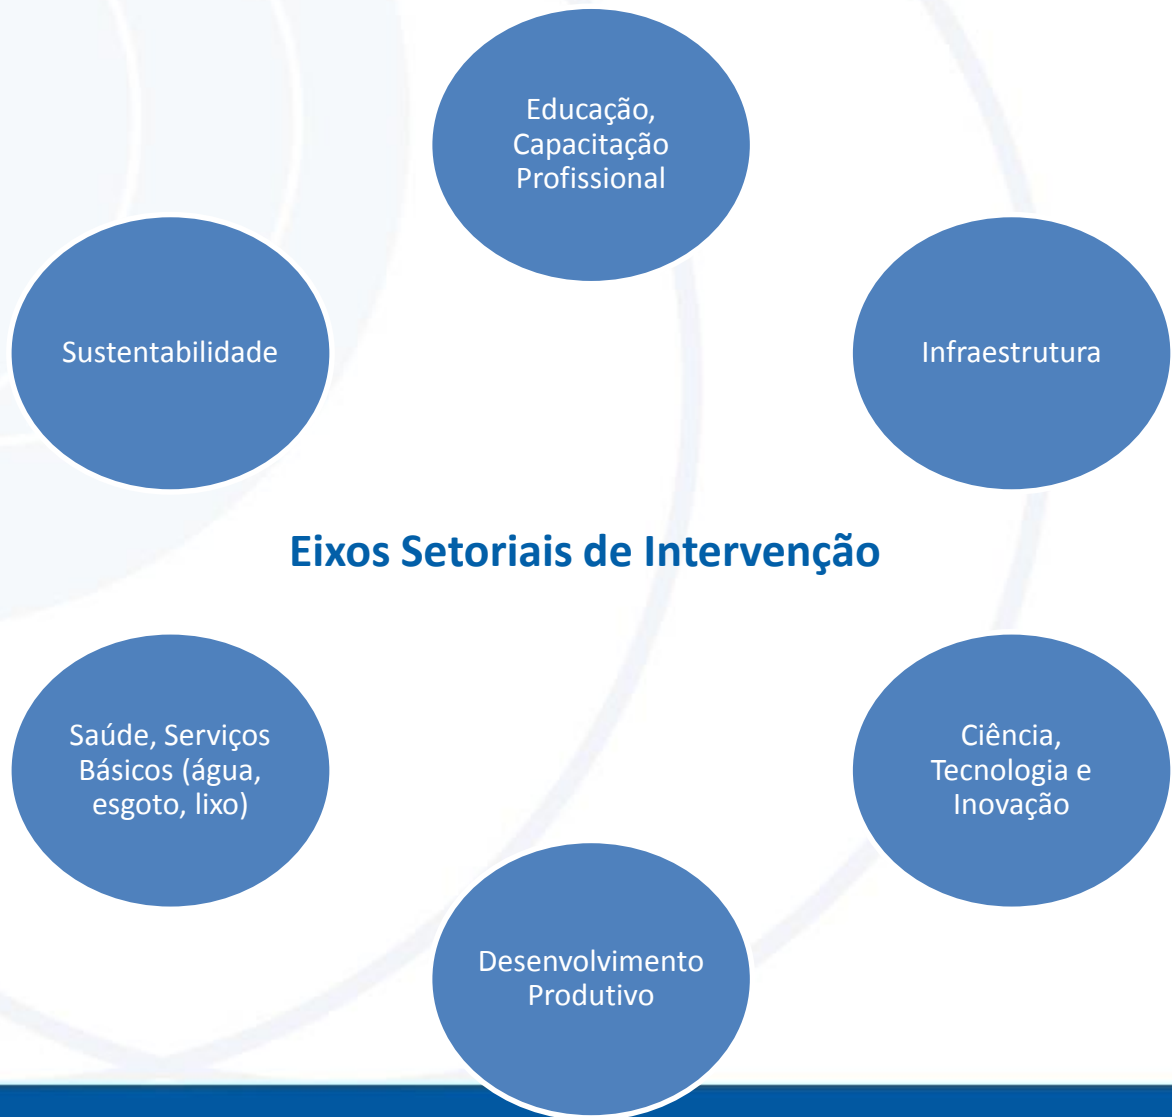 Educação,
Capacitação
Profissional
Sustentabilidade
Infraestrutura
Eixos Setoriais de Intervenção
Saúde, Serviços
Básicos (água,
esgoto, lixo)
Ciência,
Tecnologia e
Inovação
Desenvolvimento
Produtivo